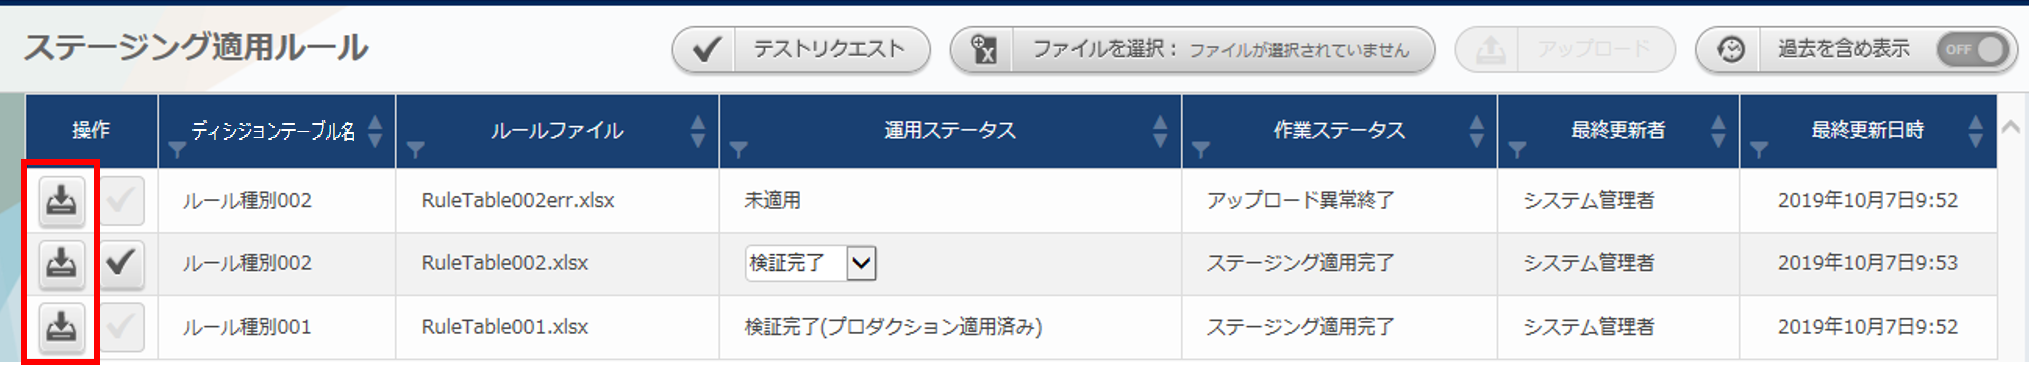 ステージング適用ルール
テストリクエスト
ファイルを選択： ファイルが選択されていません
アップロード
過去を含め表示 OFF
操作 ディシジョンテーブル名 ルールファイル 運用ステータス 作業ステータス 最終更新者 最終更新日時
ルール種別002 RuleTable002err.xlsx 未適用 アップロード異常終了 システム管理者 2019年10月7日9:52
ルール種別002 RuleTable002.xlsx 検証完了 ステージング適用完了 システム管理者 2019年10月7日9:53
ルール種別001 RuleTable001.xlsx 検証完了(プロダクション適用済み) ステージング適用完了 システム管理者 2019年10月7日9:52